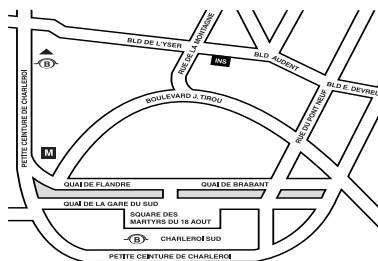 BLD DE L'YSER
RUE DE LA MONTAGNE
INS
BLD AUDENT
BLD E. DEVREU
B
PETITE CEINTURE DE CHARLEROI
BOULEVARD J. TIROU
RUE DU PONT NEUF
M
QUAI DE FLANDRE
QUAI DE BRABANT
QUAI DE LA GARE DU SUD
SQUARE DES
MARTYRS DU 18 AOUT
B
CHARLEROI SUD
PETITE CEINTURE DE CHARLEROI